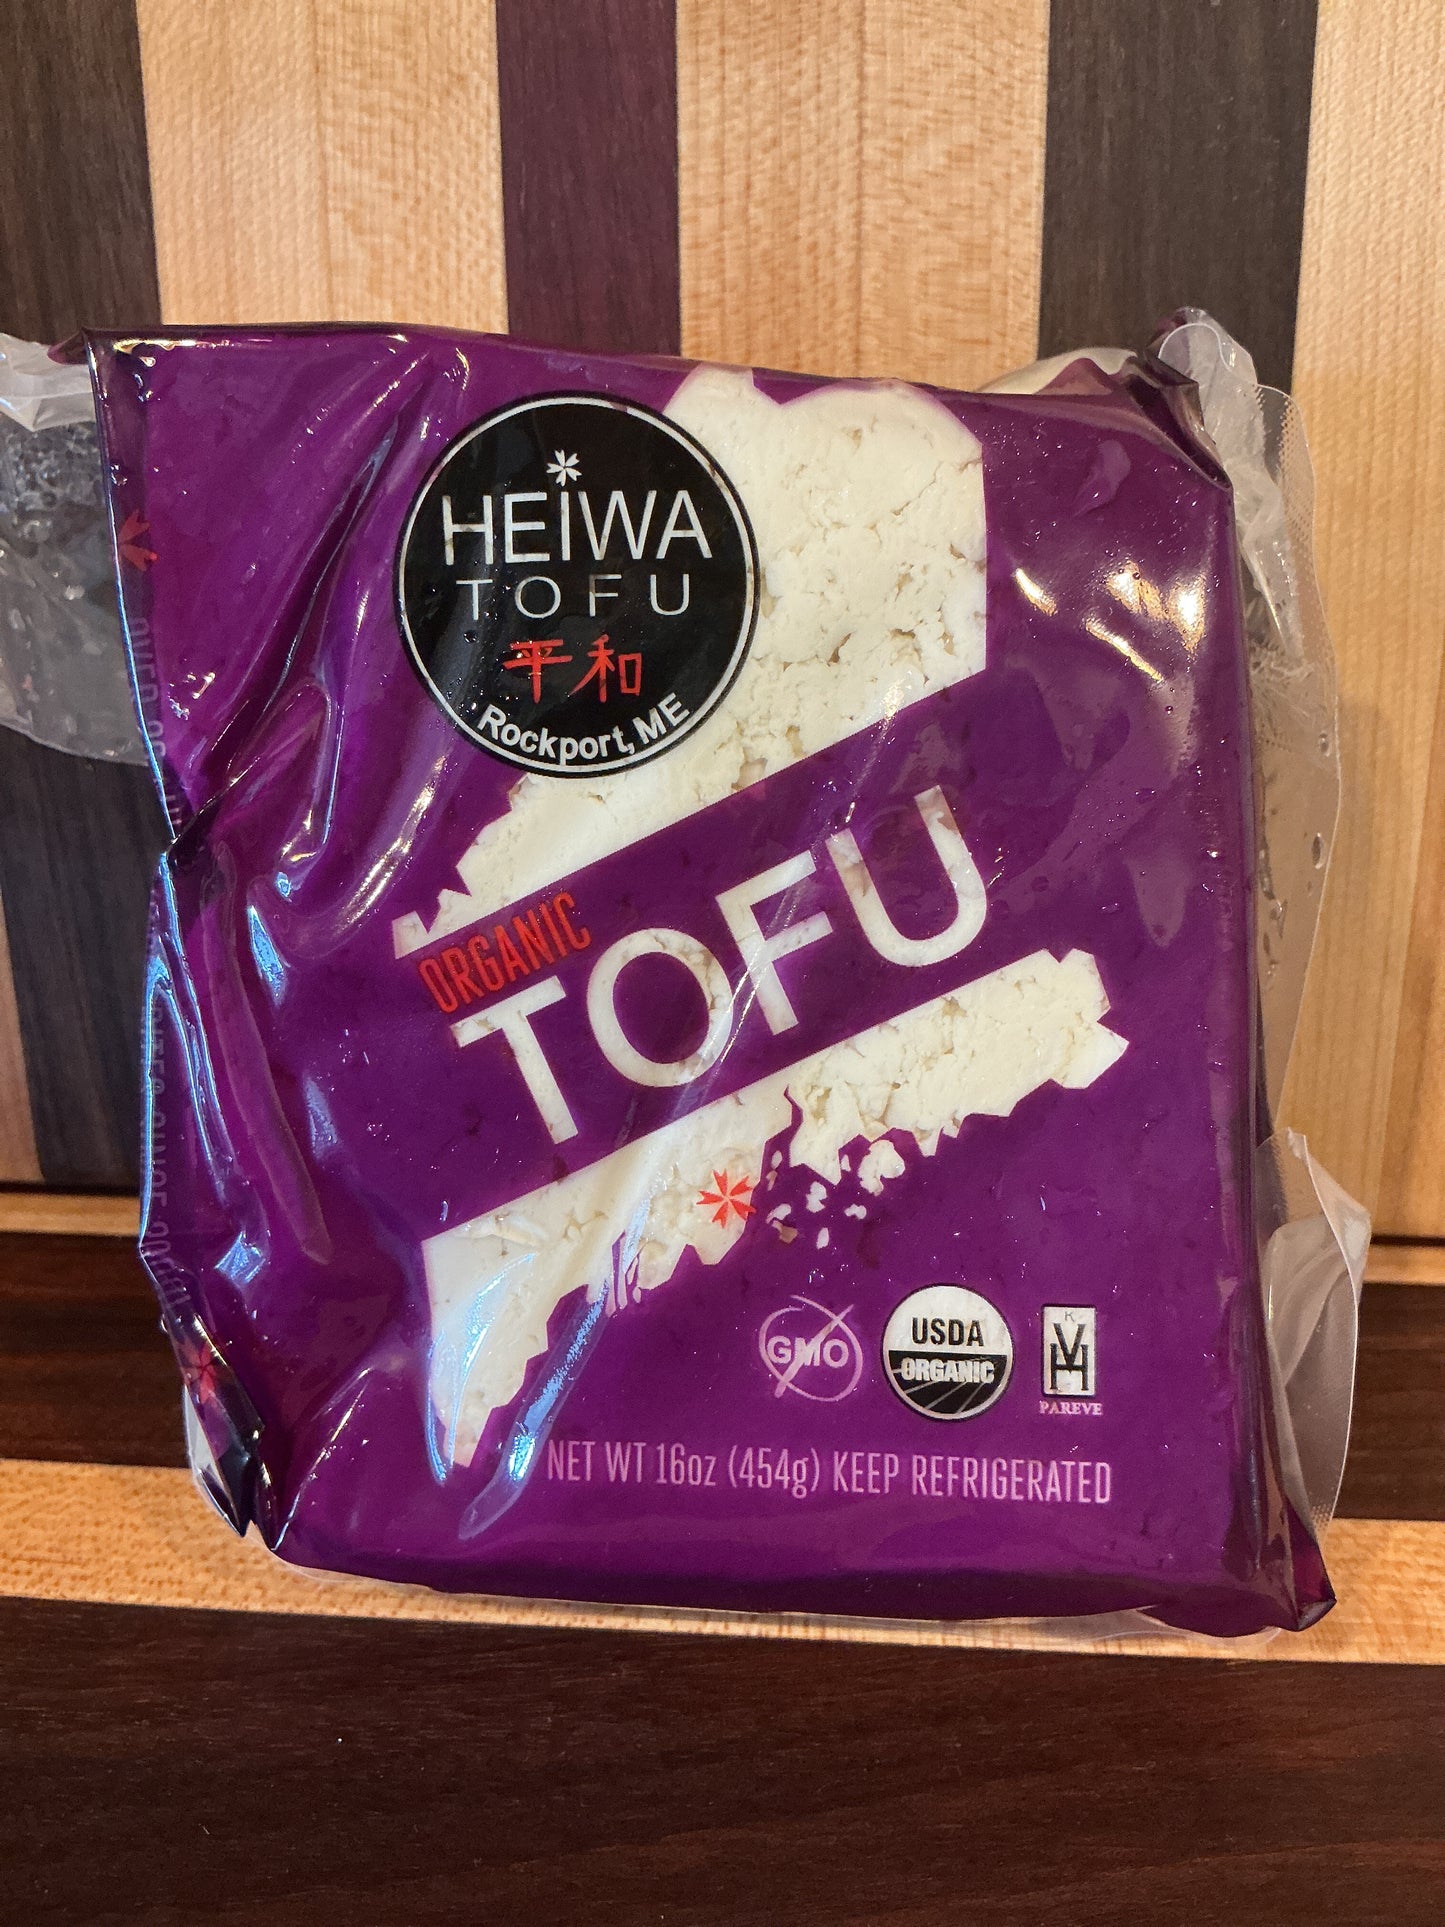 HEIWA
TOFU
平和
Rockport, ME
ORGANIC
TOFU
GMO
USDA
ORGANIC
K
VH
PAREVE
NET WT 16oz (454g) KEEP REFRIGERATED